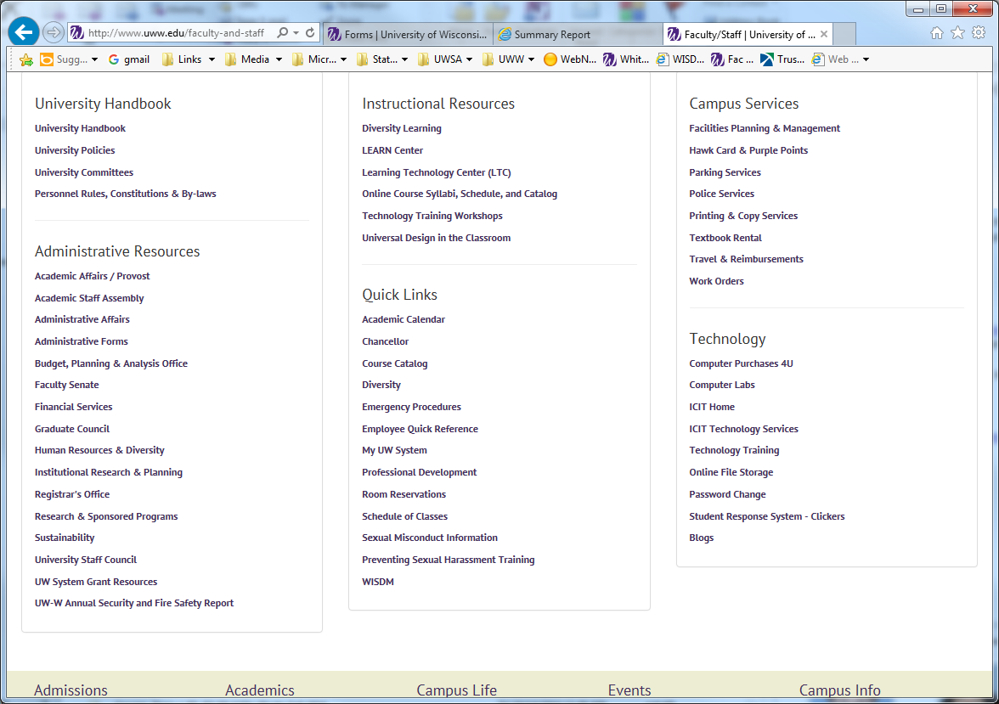 http://www.uww.edu/faculty-and-staff
Forms | University of Wisconsi...
Summary Report
Faculty/Staff | University of ...
Sugg...
gmail
Links
Media
Micr...
Stat...
UWSA
UWW
WebN...
Whit...
WISD...
Fac ...
Trus...
Web ...
University Handbook
University Handbook
University Policies
University Committees
Personnel Rules, Constitutions & By-laws
Administrative Resources
Academic Affairs / Provost
Academic Staff Assembly
Administrative Affairs
Administrative Forms
Budget, Planning & Analysis Office
Faculty Senate
Financial Services
Graduate Council
Human Resources & Diversity
Institutional Research & Planning
Registrar's Office
Research & Sponsored Programs
Sustainability
University Staff Council
UW System Grant Resources
UW-W Annual Security and Fire Safety Report
Instructional Resources
Diversity Learning
LEARN Center
Learning Technology Center (LTC)
Online Course Syllabi, Schedule, and Catalog
Technology Training Workshops
Universal Design in the Classroom
Quick Links
Academic Calendar
Chancellor
Course Catalog
Diversity
Emergency Procedures
Employee Quick Reference
My UW System
Professional Development
Room Reservations
Schedule of Classes
Sexual Misconduct Information
Preventing Sexual Harassment Training
WISDM
Campus Services
Facilities Planning & Management
Hawk Card & Purple Points
Parking Services
Police Services
Printing & Copy Services
Textbook Rental
Travel & Reimbursements
Work Orders
Technology
Computer Purchases 4U
Computer Labs
ICIT Home
ICIT Technology Services
Technology Training
Online File Storage
Password Change
Student Response System - Clickers
Blogs
Admissions
Academics
Campus Life
Events
Campus Info